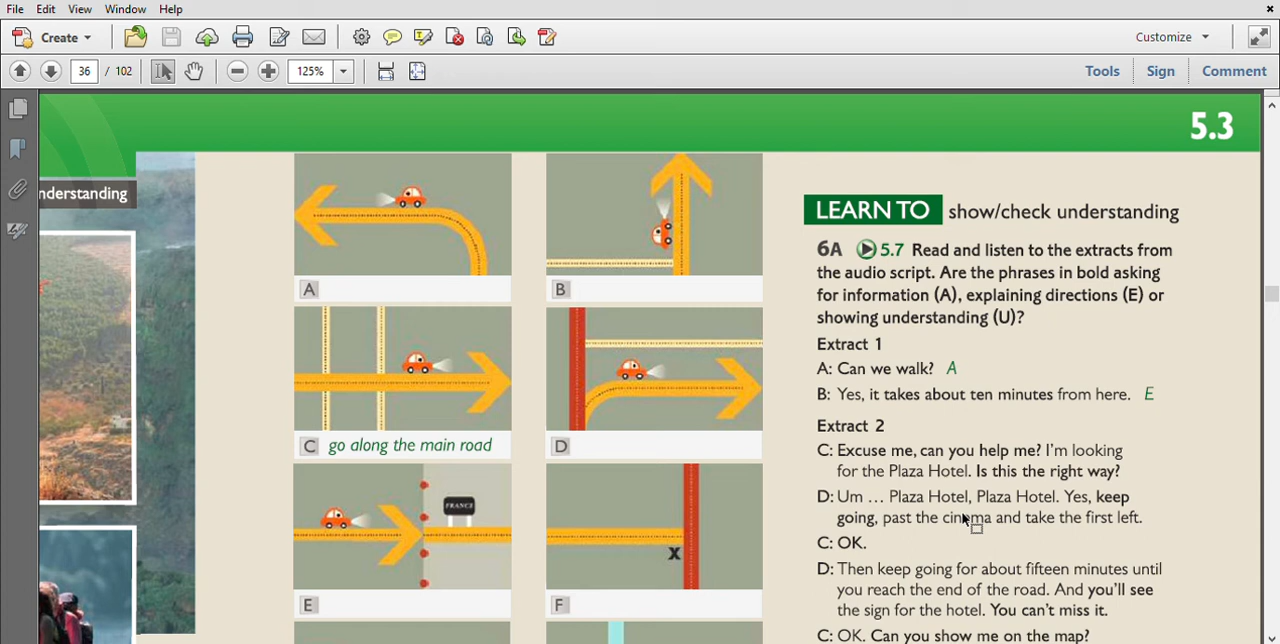 File Edit View Window Help
Create
Customize
36 / 102
125%
Tools Sign Comment
5.3
nderstanding
A
B
C go along the main road
D
FRANCE
E
X
F
LEARN TO show/check understanding
6A 5.7 Read and listen to the extracts from
the audio script. Are the phrases in bold asking
for information (A), explaining directions (E) or
showing understanding (U)?
Extract 1
A: Can we walk? A
B: Yes, it takes about ten minutes from here. E
Extract 2
C: Excuse me, can you help me? I'm looking
for the Plaza Hotel. Is this the right way?
D: Um … Plaza Hotel, Plaza Hotel. Yes, keep
going, past the cinema and take the first left.
C: OK.
D: Then keep going for about fifteen minutes until
you reach the end of the road. And you'll see
the sign for the hotel. You can't miss it.
C: OK. Can you show me on the map?